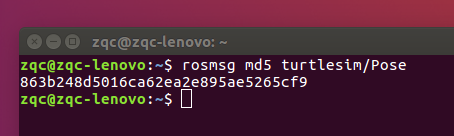 zqc@zqc-lenovo: ~
zqc@zqc-lenovo:~$ rosmsg md5 turtlesim/Pose
863b248d5016ca62ea2e895ae5265cf9
zqc@zqc-lenovo:~$